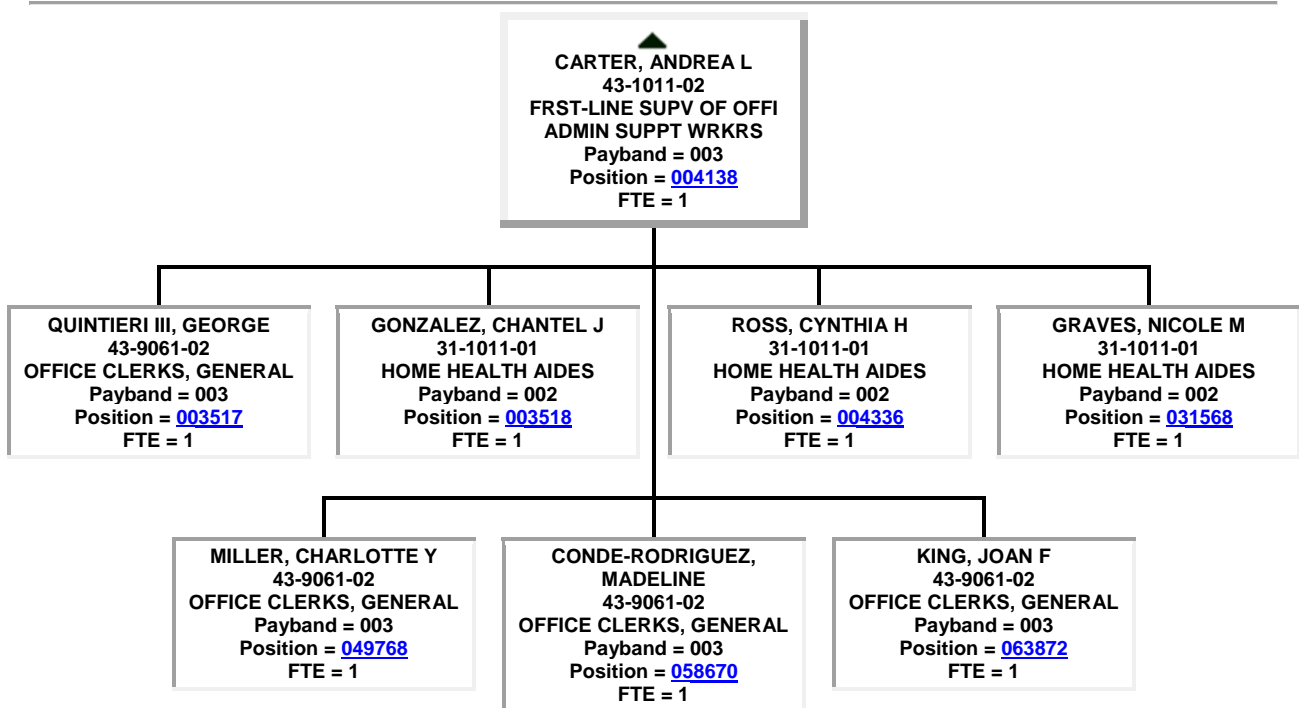 CARTER, ANDREA L
43-1011-02
FRST-LINE SUPV OF OFFI
ADMIN SUPPT WRKRS
Payband = 003
Position = 004138
FTE = 1
QUINTIERI III, GEORGE
43-9061-02
OFFICE CLERKS, GENERAL
Payband = 003
Position = 003517
FTE = 1
GONZALEZ, CHANTEL J
31-1011-01
HOME HEALTH AIDES
Payband = 002
Position = 003518
FTE = 1
ROSS, CYNTHIA H
31-1011-01
HOME HEALTH AIDES
Payband = 002
Position = 004336
FTE = 1
GRAVES, NICOLE M
31-1011-01
HOME HEALTH AIDES
Payband = 002
Position = 031568
FTE = 1
MILLER, CHARLOTTE Y
43-9061-02
OFFICE CLERKS, GENERAL
Payband = 003
Position = 049768
FTE = 1
CONDE-RODRIGUEZ,
MADELINE
43-9061-02
OFFICE CLERKS, GENERAL
Payband = 003
Position = 058670
FTE = 1
KING, JOAN F
43-9061-02
OFFICE CLERKS, GENERAL
Payband = 003
Position = 063872
FTE = 1